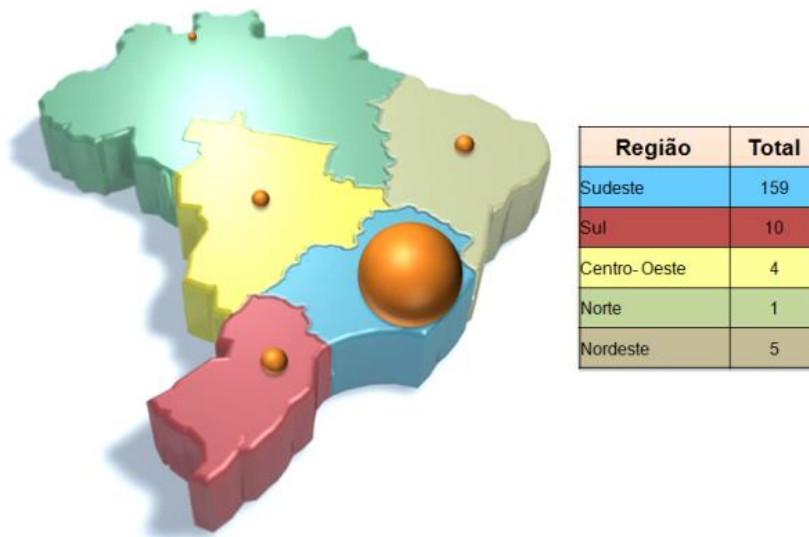 Região Total
Sudeste 159
Sul 10
Centro- Oeste 4
Norte 1
Nordeste 5